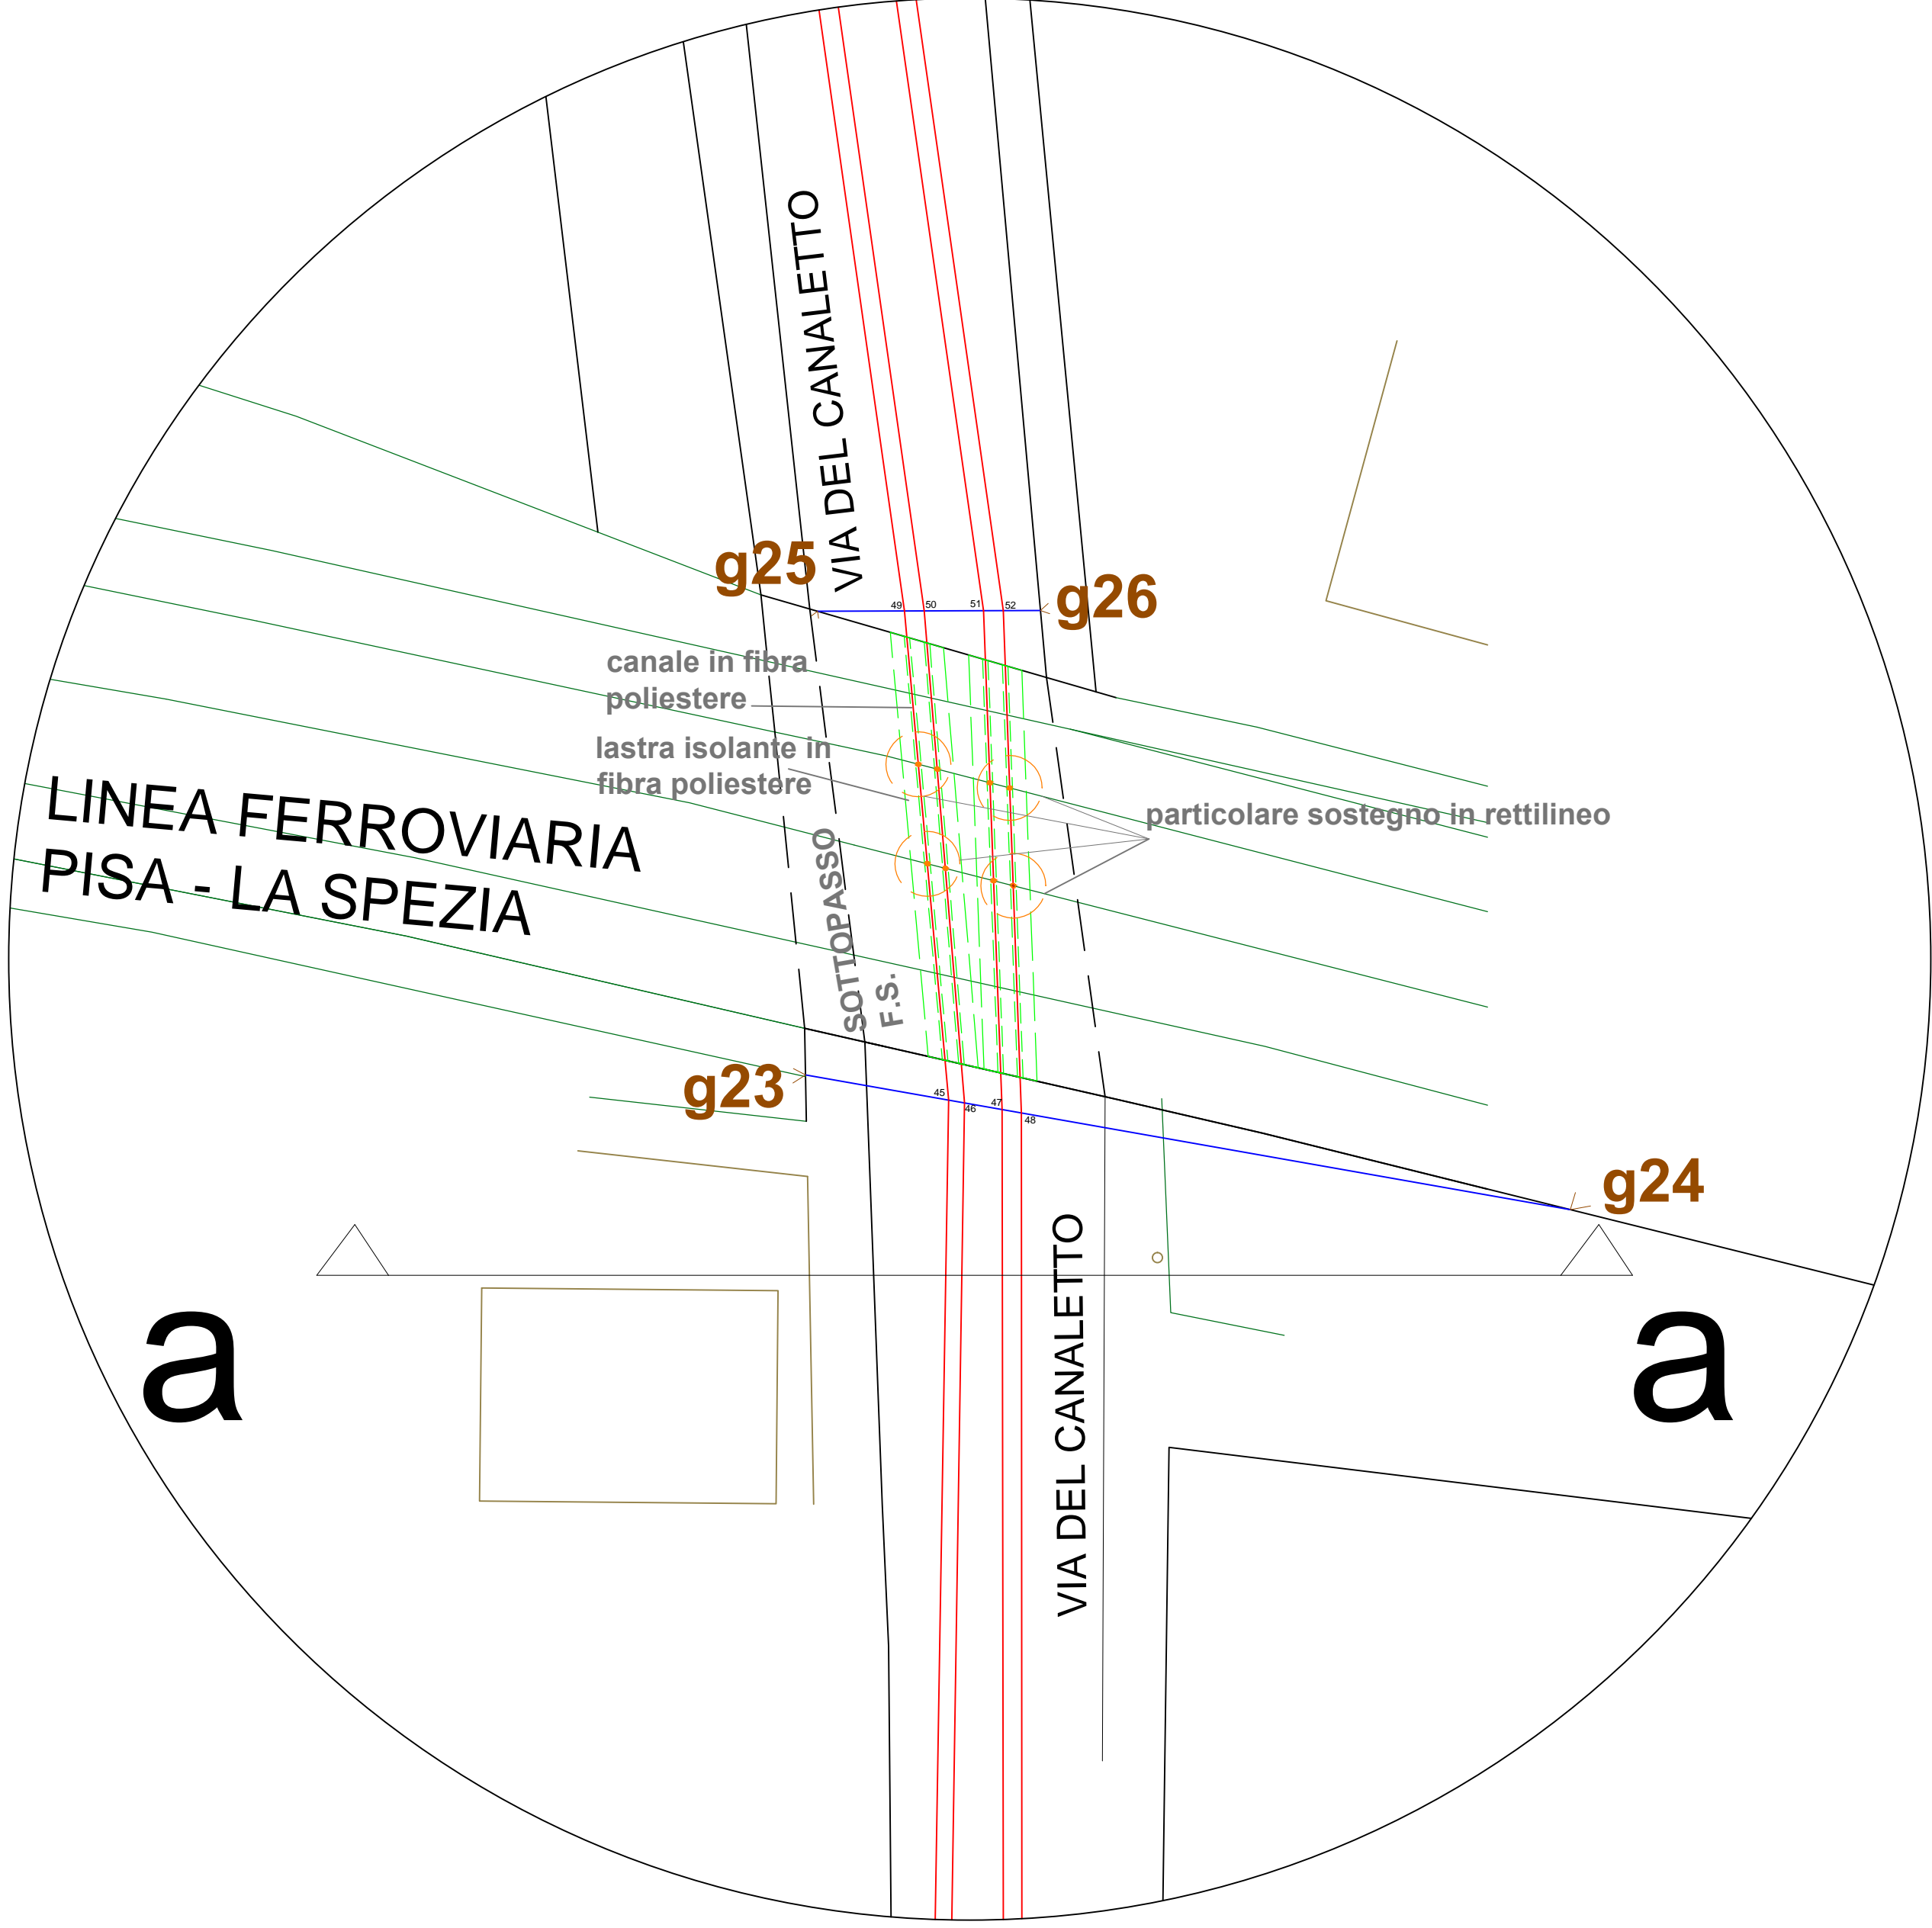 VIA DEL CANALETTO
g25
g26
49
50
51
52
canale in fibra
poliestere
lastra isolante in
fibra poliestere
particolare sostegno in rettilineo
LINEA FERROVIARIA
PISA - LA SPEZIA
SOTTOPASSO
F.S.
g23
45
46
47
48
g24
VIA DEL CANALETTO
a
a